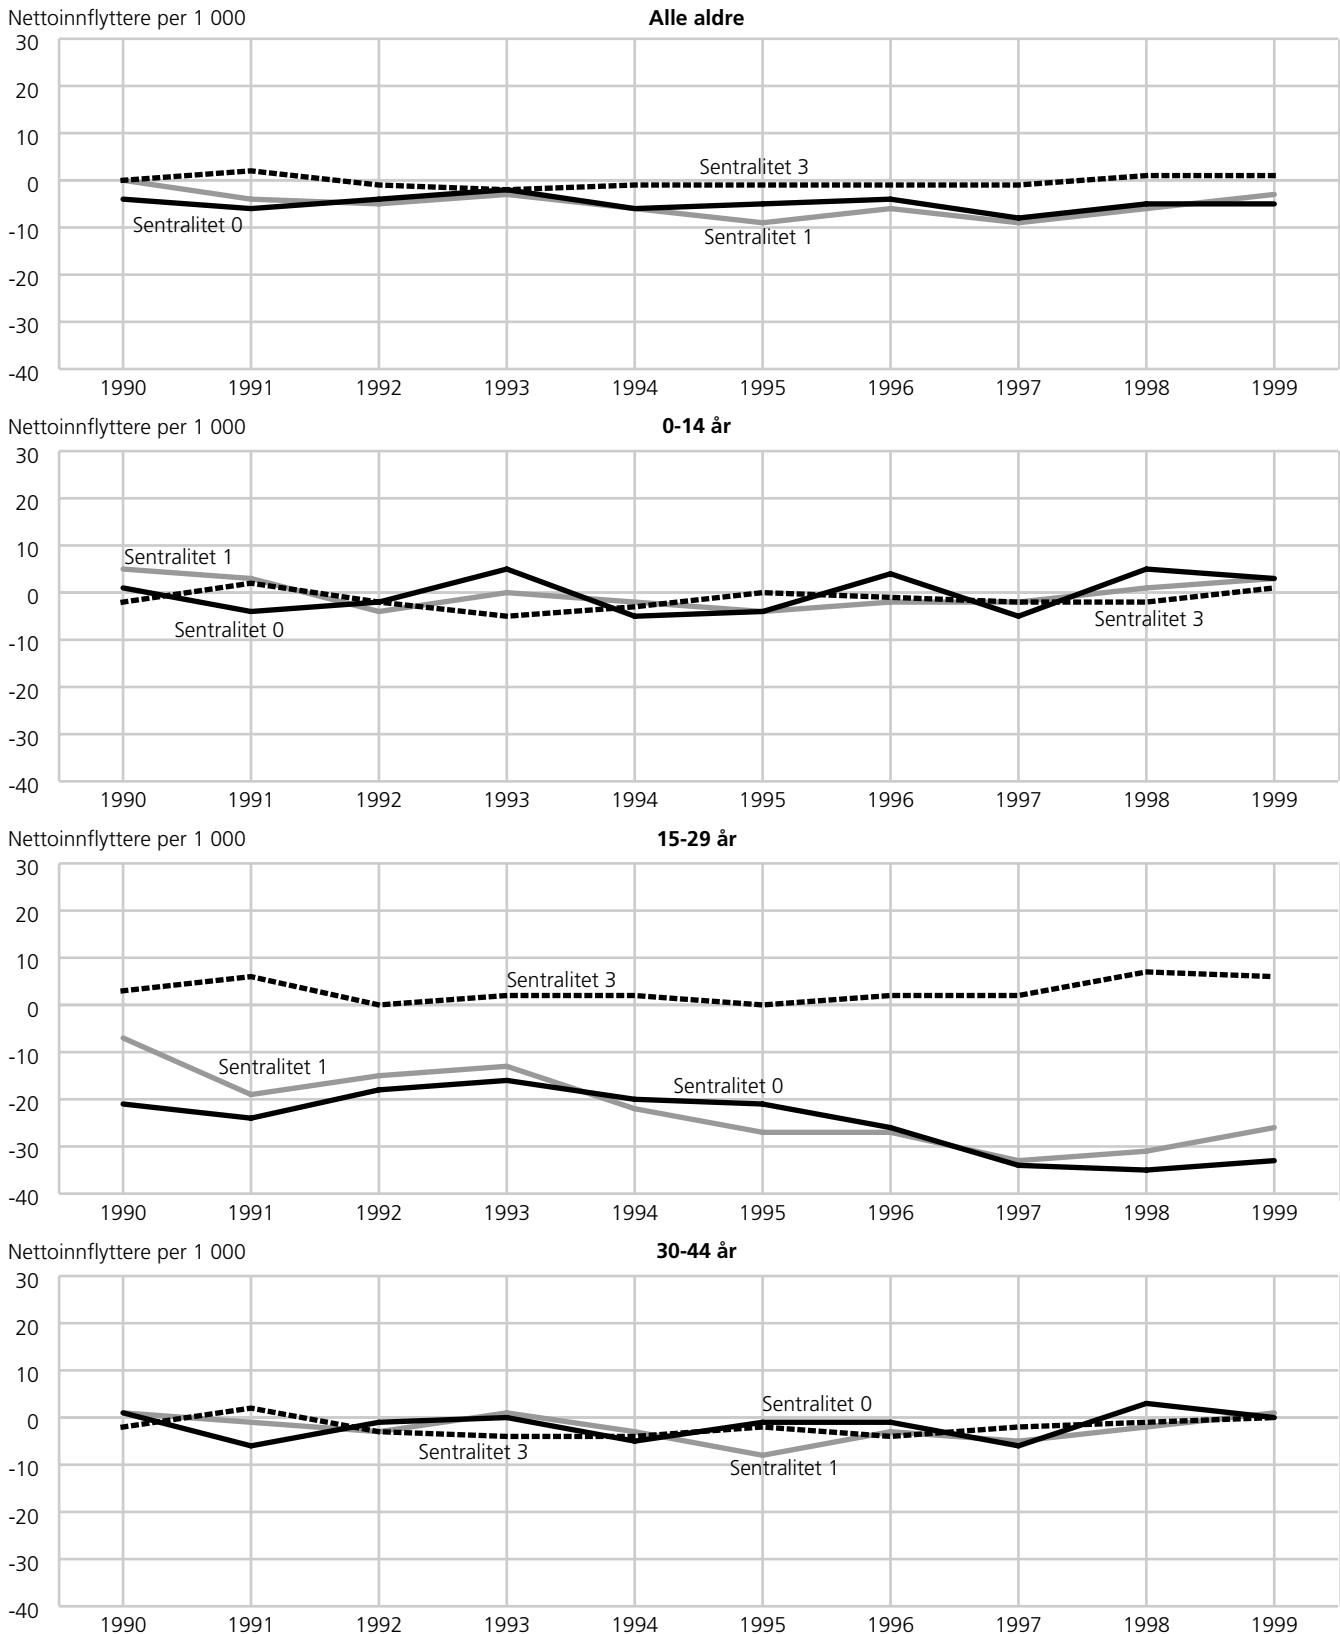 Nettoinnflyttere per 1 000
Alle aldre
30
20
10
Sentralitet 3
0
Sentralitet 0
-10
Sentralitet 1
-20
-30
-40
1990 1991 1992 1993 1994 1995 1996 1997 1998 1999
Nettoinnflyttere per 1 000
0-14 år
30
20
10
Sentralitet 1
0
Sentralitet 3
Sentralitet 0
-10
-20
-30
-40
1990 1991 1992 1993 1994 1995 1996 1997 1998 1999
Nettoinnflyttere per 1 000
15-29 år
30
20
10
Sentralitet 3
0
-10
Sentralitet 1
Sentralitet 0
-20
-30
-40
1990 1991 1992 1993 1994 1995 1996 1997 1998 1999
Nettoinnflyttere per 1 000
30-44 år
30
20
10
Sentralitet 0
0
Sentralitet 3
-10
Sentralitet 1
-20
-30
-40
1990 1991 1992 1993 1994 1995 1996 1997 1998 1999